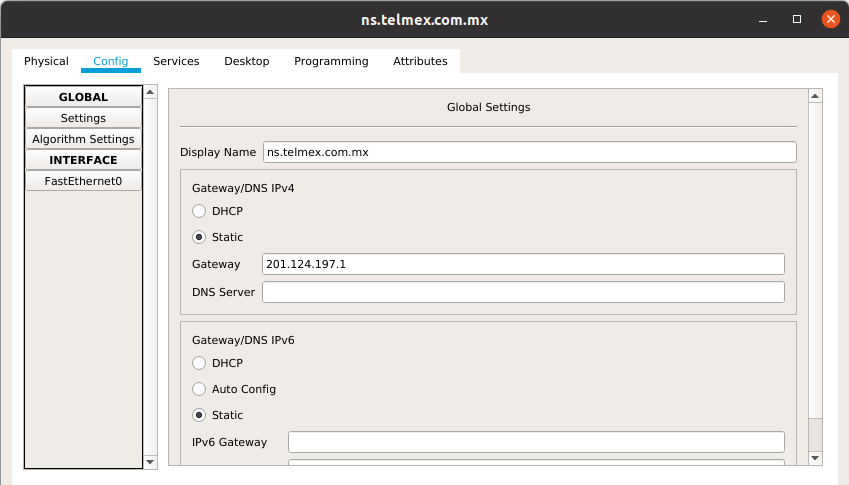 ns.telmex.com.mx
Physical Config Services Desktop Programming Attributes
GLOBAL
Settings
Algorithm Settings
INTERFACE
FastEthernet0
Global Settings
Display Name ns.telmex.com.mx
Gateway/DNS IPv4
DHCP
Static
Gateway 201.124.197.1
DNS Server
Gateway/DNS IPv6
DHCP
Auto Config
Static
IPv6 Gateway